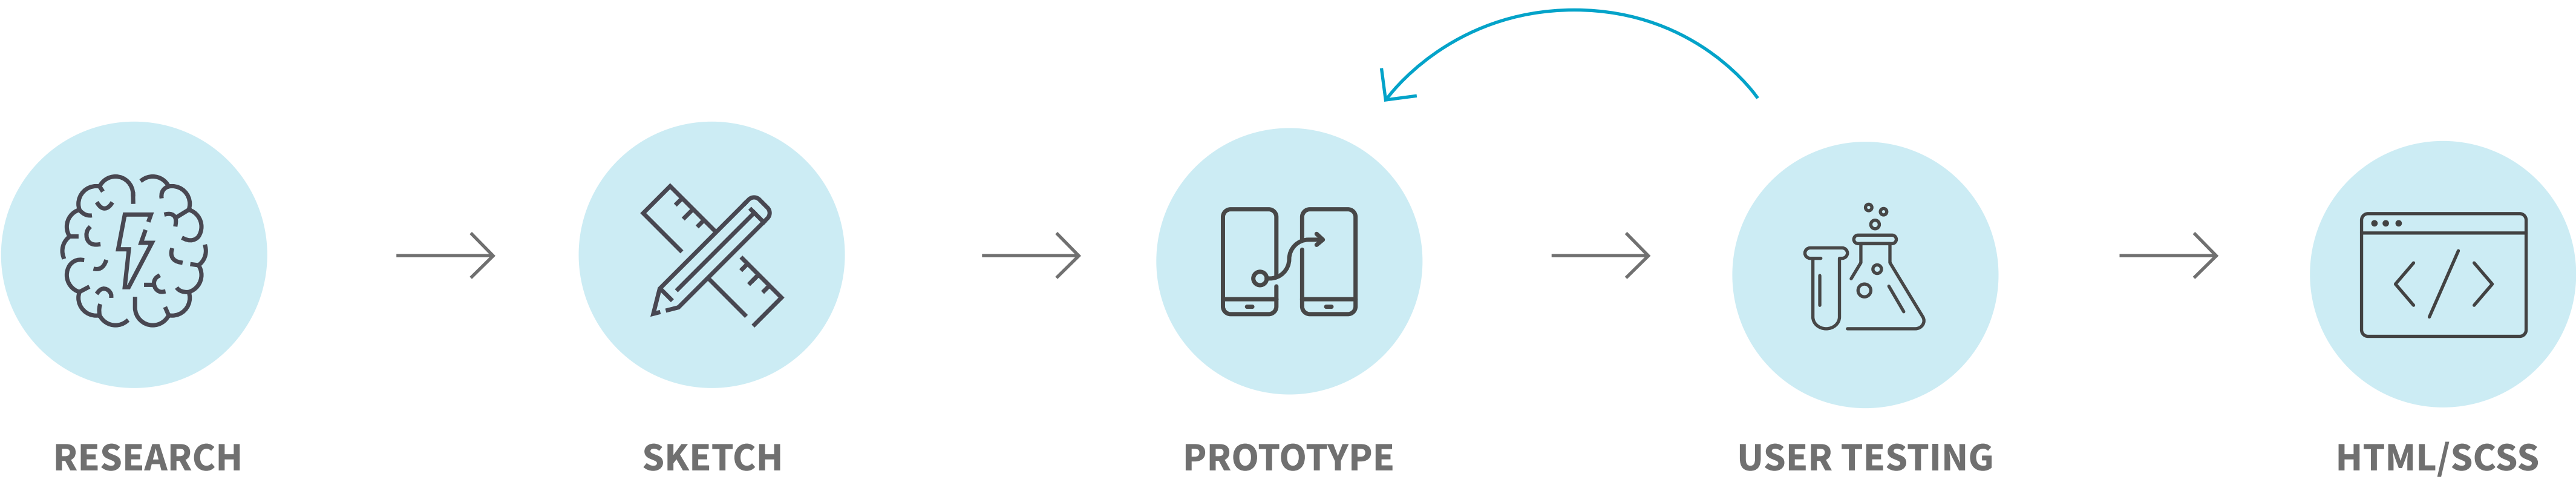 RESEARCH
SKETCH
PROTOTYPE
USER TESTING
HTML/SCSS